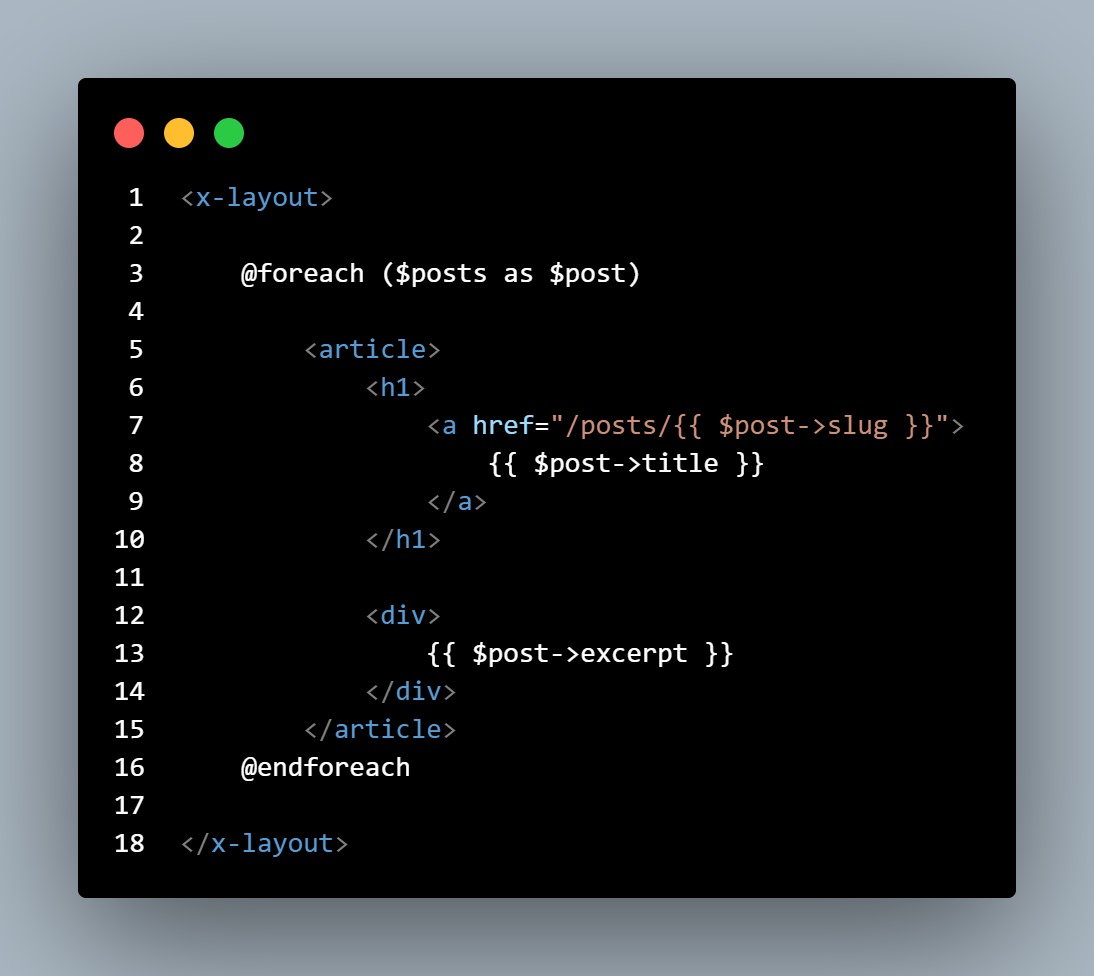 1 <x-layout>
2
3     @foreach ($posts as $post)
4
5         <article>
6             <h1>
7                 <a href="/posts/{{ $post->slug }}">
8                     {{ $post->title }}
9                 </a>
10             </h1>
11
12             <div>
13                 {{ $post->excerpt }}
14             </div>
15         </article>
16     @endforeach
17
18 </x-layout>